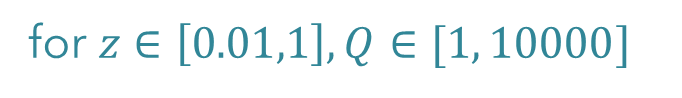 for z ∈ [0.01,1], Q ∈ [1, 10000]